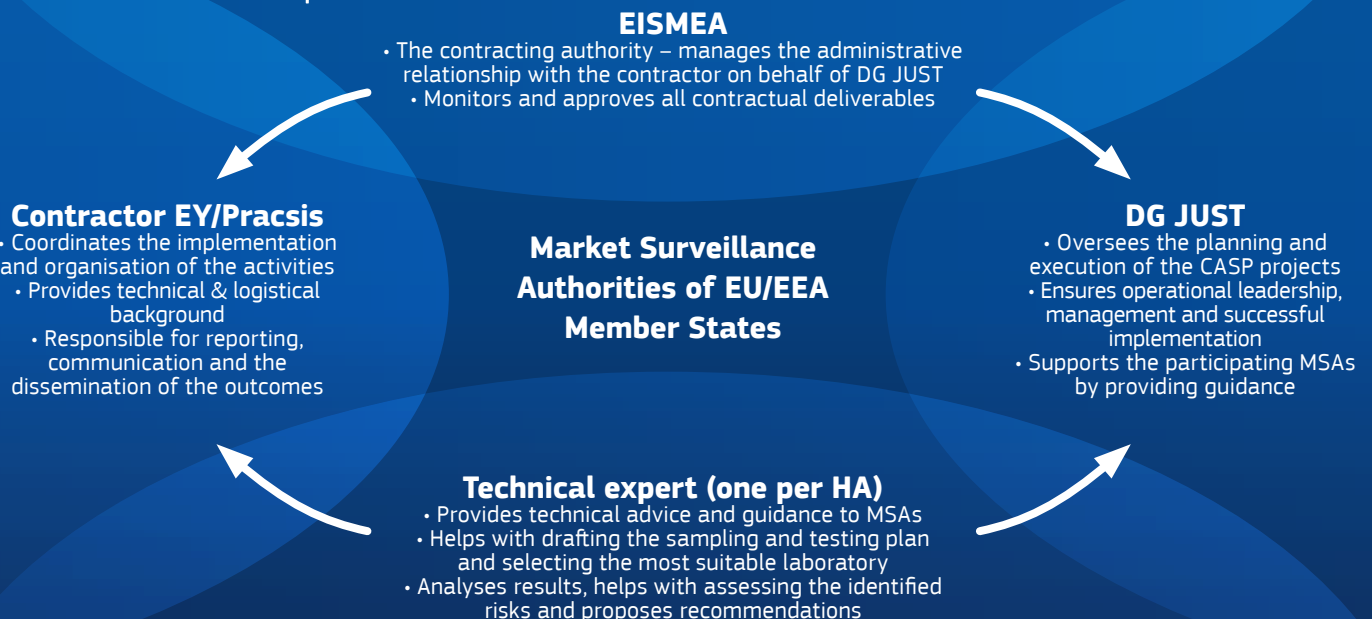 EISMEA
• The contracting authority – manages the administrative
relationship with the contractor on behalf of DG JUST
• Monitors and approves all contractual deliverables
Contractor EY/Pracsis
• Coordinates the implementation
and organisation of the activities
• Provides technical & logistical
background
• Responsible for reporting,
communication and the
dissemination of the outcomes
Market Surveillance
Authorities of EU/EEA
Member States
DG JUST
• Oversees the planning and
execution of the CASP projects
• Ensures operational leadership,
management and successful
implementation
• Supports the participating MSAs
by providing guidance
Technical expert (one per HA)
• Provides technical advice and guidance to MSAs
• Helps with drafting the sampling and testing plan
and selecting the most suitable laboratory
• Analyses results, helps with assessing the identified
risks and proposes recommendations